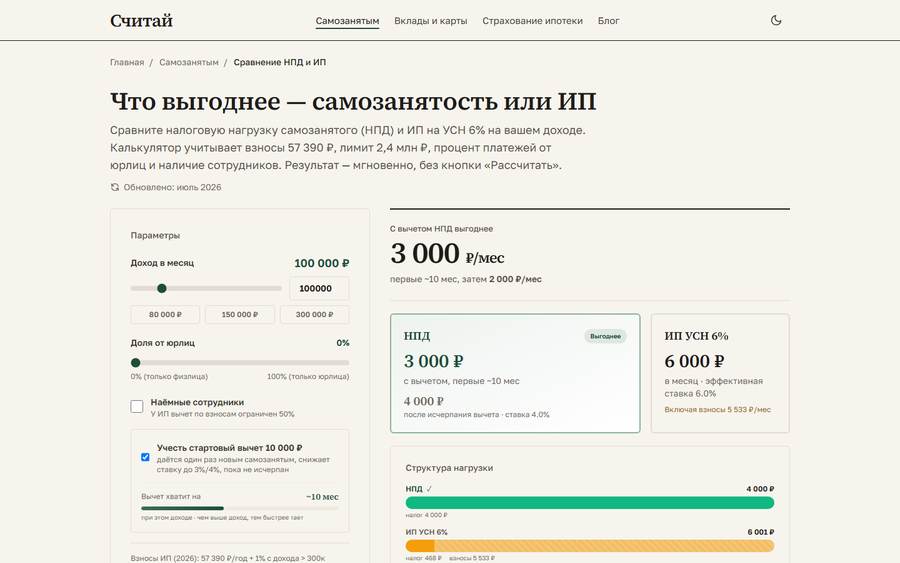 Считай
Самозанятым Вклады и карты Страхование ипотеки Блог
Главная / Самозанятым / Сравнение НПД и ИП
Что выгоднее — самозанятость или ИП
Сравните налоговую нагрузку самозанятого (НПД) и ИП на УСН 6% на вашем доходе.
Калькулятор учитывает взносы 57 390 ₽, лимит 2,4 млн ₽, процент платежей от
юрлиц и наличие сотрудников. Результат — мгновенно, без кнопки «Рассчитать».
Обновлено: июль 2026
Параметры
Доход в месяц 100 000 ₽
100000
80 000 ₽ 150 000 ₽ 300 000 ₽
Доля от юрлиц 0%
0% (только физлица) 100% (только юрлица)
Наёмные сотрудники
У ИП вычет по взносам ограничен 50%
Учесть стартовый вычет 10 000 ₽
даётся один раз новым самозанятым, снижает
ставку до 3%/4%, пока не исчерпан
Вычет хватит на ~10 мес
при этом доходе · чем выше доход, тем быстрее тает
Взносы ИП (2026): 57 390 ₽/год + 1% с дохода > 300к
С вычетом НПД выгоднее
3 000 ₽/мес
первые ~10 мес, затем 2 000 ₽/мес
НПД Выгоднее
3 000 ₽
с вычетом, первые ~10 мес
4 000 ₽
после исчерпания вычета · ставка 4.0%
ИП УСН 6%
6 000 ₽
в месяц · эффективная
ставка 6.0%
Включая взносы 5 533 ₽/мес
Структура нагрузки
НПД ✓ 4 000 ₽
налог 4 000 ₽
ИП УСН 6% 6 001 ₽
налог 468 ₽ взносы 5 533 ₽